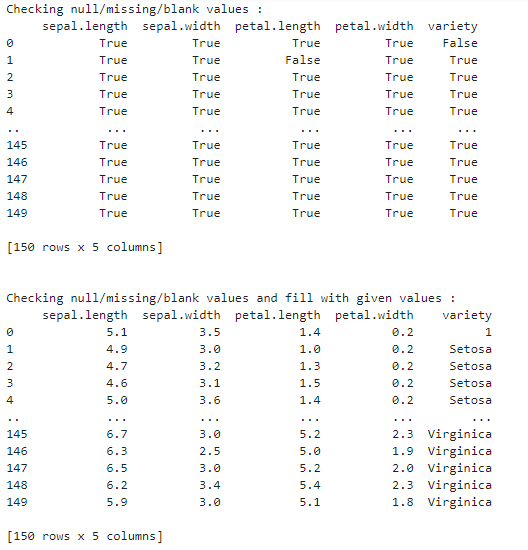 Checking null/missing/blank values :
     sepal.length  sepal.width  petal.length  petal.width  variety
0            True         True          True         True    False
1            True         True         False         True     True
2            True         True          True         True     True
3            True         True          True         True     True
4            True         True          True         True     True
..            ...          ...           ...          ...      ...
145          True         True          True         True     True
146          True         True          True         True     True
147          True         True          True         True     True
148          True         True          True         True     True
149          True         True          True         True     True
[150 rows x 5 columns]
Checking null/missing/blank values and fill with given values :
     sepal.length  sepal.width  petal.length  petal.width    variety
0             5.1          3.5           1.4          0.2          1
1             4.9          3.0           1.0          0.2     Setosa
2             4.7          3.2           1.3          0.2     Setosa
3             4.6          3.1           1.5          0.2     Setosa
4             5.0          3.6           1.4          0.2     Setosa
..            ...          ...           ...          ...        ...
145           6.7          3.0           5.2          2.3  Virginica
146           6.3          2.5           5.0          1.9  Virginica
147           6.5          3.0           5.2          2.0  Virginica
148           6.2          3.4           5.4          2.3  Virginica
149           5.9          3.0           5.1          1.8  Virginica
[150 rows x 5 columns]